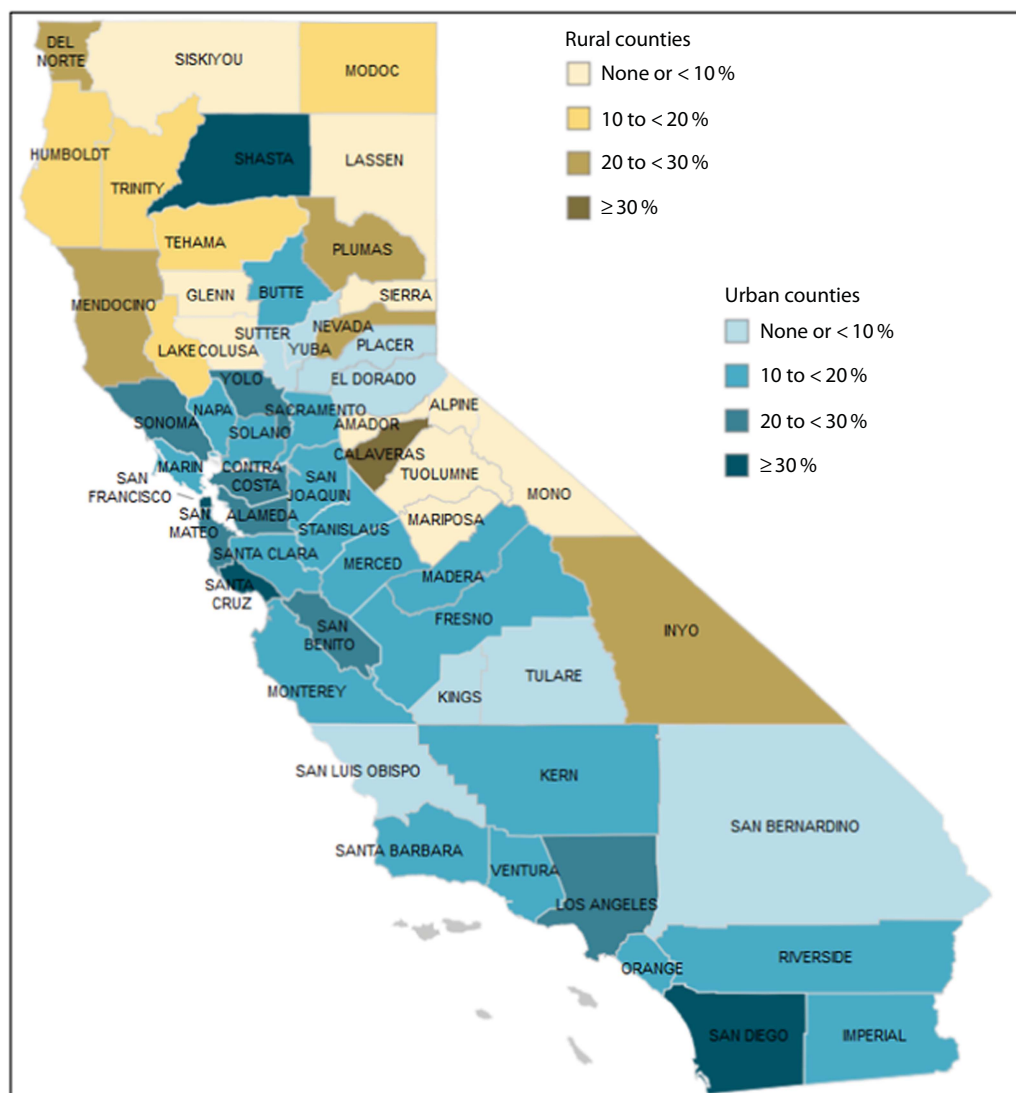 Rural counties
None or < 10 %
10 to < 20 %
20 to < 30 %
≥ 30 %
Urban counties
None or < 10 %
10 to < 20 %
20 to < 30 %
≥ 30 %
DEL
NORTE
SISKIYOU
MODOC
HUMBOLDT
TRINITY
SHASTA
LASSEN
TEHAMA
PLUMAS
MENDOCINO
GLENN
BUTTE
SIERRA
LAKE
COLUSA
SUTTER
YUBA
NEVADA
PLACER
EL DORADO
YOLO
SONOMA
NAPA
SACRAMENTO
SOLANO
AMADOR
ALPINE
CALAVERAS
TUOLUMNE
MONO
MARIN
SAN
FRANCISCO
CONTRA
COSTA
SAN
JOAQUIN
SAN
MATEO
ALAMEDA
STANISLAUS
MARIPOSA
SANTA CLARA
MERCED
MADERA
SANTA
CRUZ
SAN
BENITO
FRESNO
INYO
MONTEREY
KINGS
TULARE
SAN LUIS OBISPO
KERN
SAN BERNARDINO
SANTA BARBARA
VENTURA
LOS ANGELES
ORANGE
RIVERSIDE
SAN DIEGO
IMPERIAL